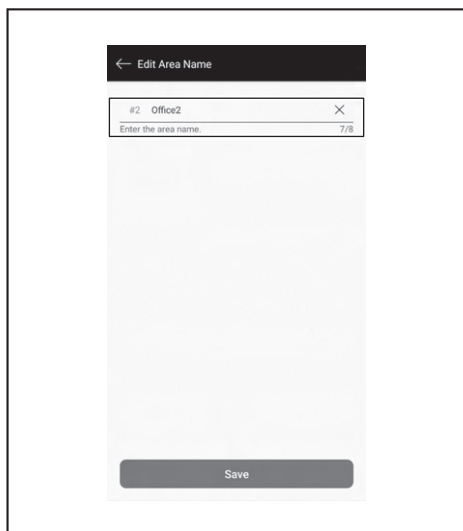 ← Edit Area Name
#2 Office2 ×
Enter the area name. 7/8
Save